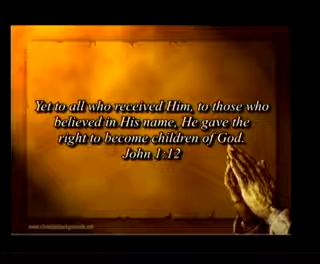 Yet to all who received Him, to those who
believed in His name, He gave the
right to become children of God.
John 1:12